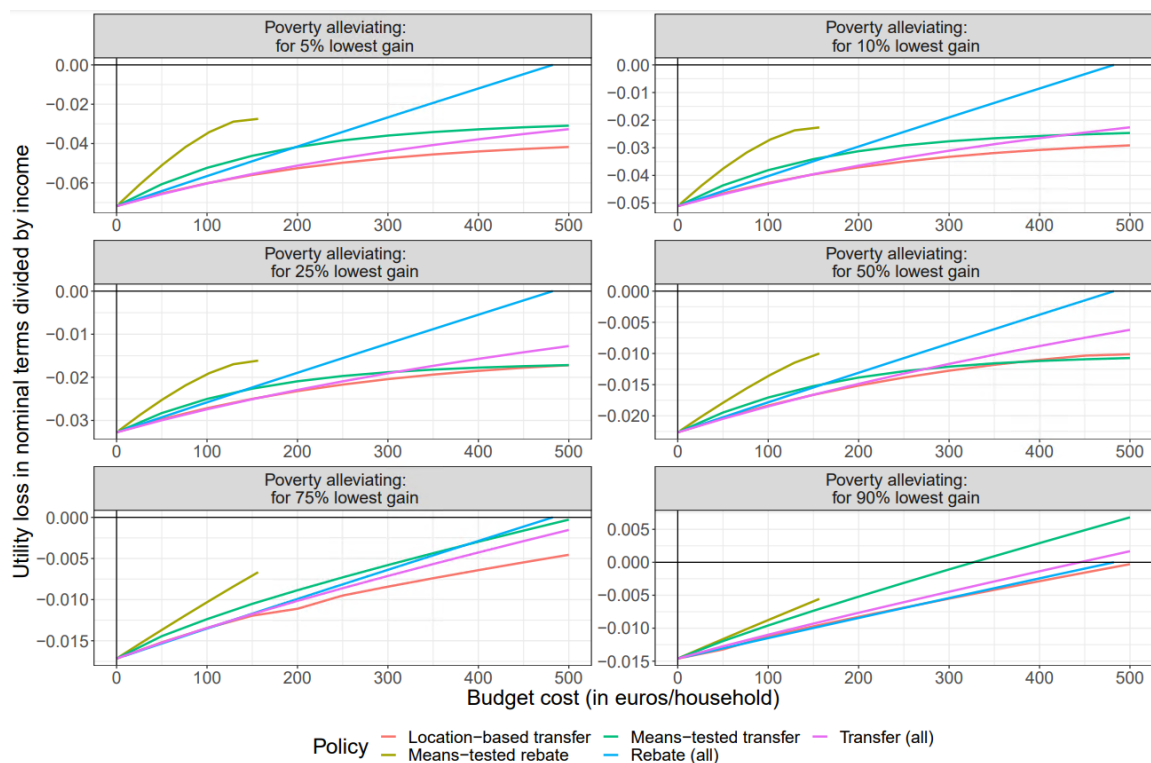 Poverty alleviating:
for 5% lowest gain
Poverty alleviating:
for 10% lowest gain
0.00
−0.02
−0.04
−0.06
0.00
−0.01
−0.02
−0.03
−0.04
−0.05
0 100 200 300 400 500
0 100 200 300 400 500
Poverty alleviating:
for 25% lowest gain
Poverty alleviating:
for 50% lowest gain
0.00
−0.01
−0.02
−0.03
0.000
−0.005
−0.010
−0.015
−0.020
0 100 200 300 400 500
0 100 200 300 400 500
Poverty alleviating:
for 75% lowest gain
Poverty alleviating:
for 90% lowest gain
0.000
−0.005
−0.010
−0.015
0.005
0.000
−0.005
−0.010
−0.015
0 100 200 300 400 500
0 100 200 300 400 500
Utility loss in nominal terms divided by income
Budget cost (in euros/household)
Policy
Location−based transfer
Means−tested rebate
Means−tested transfer
Rebate (all)
Transfer (all)